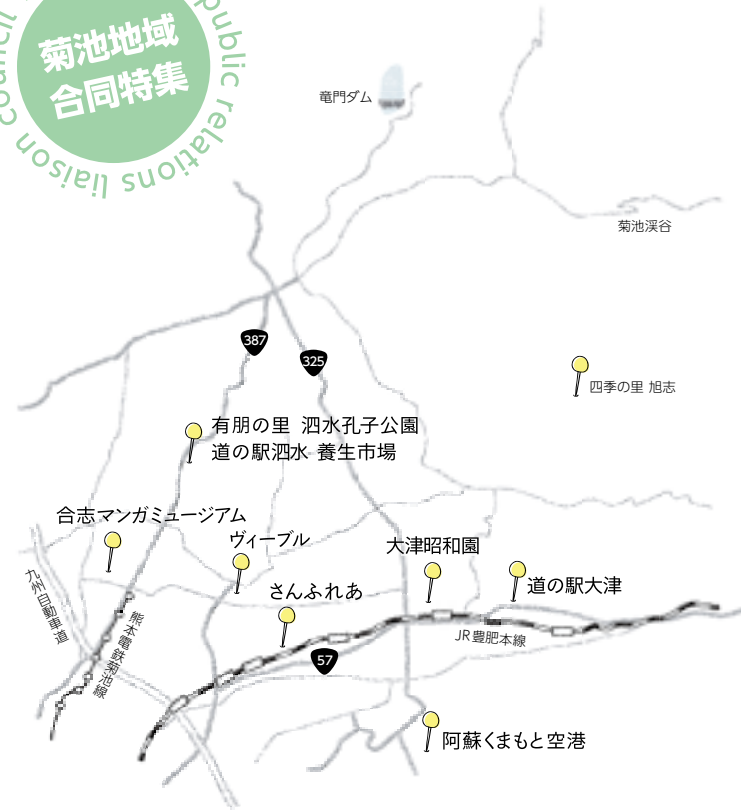 council
public relations liaison
菊池地域
合同特集
竜門ダム
菊池渓谷
387
325
四季の里 旭志
有朋の里 泗水孔子公園
道の駅泗水 養生市場
合志マンガミュージアム
ヴィーブル
大津昭和園
道の駅大津
さんふれあ
九州自動車道
熊本電鉄菊池線
JR豊肥本線
57
阿蘇くまもと空港